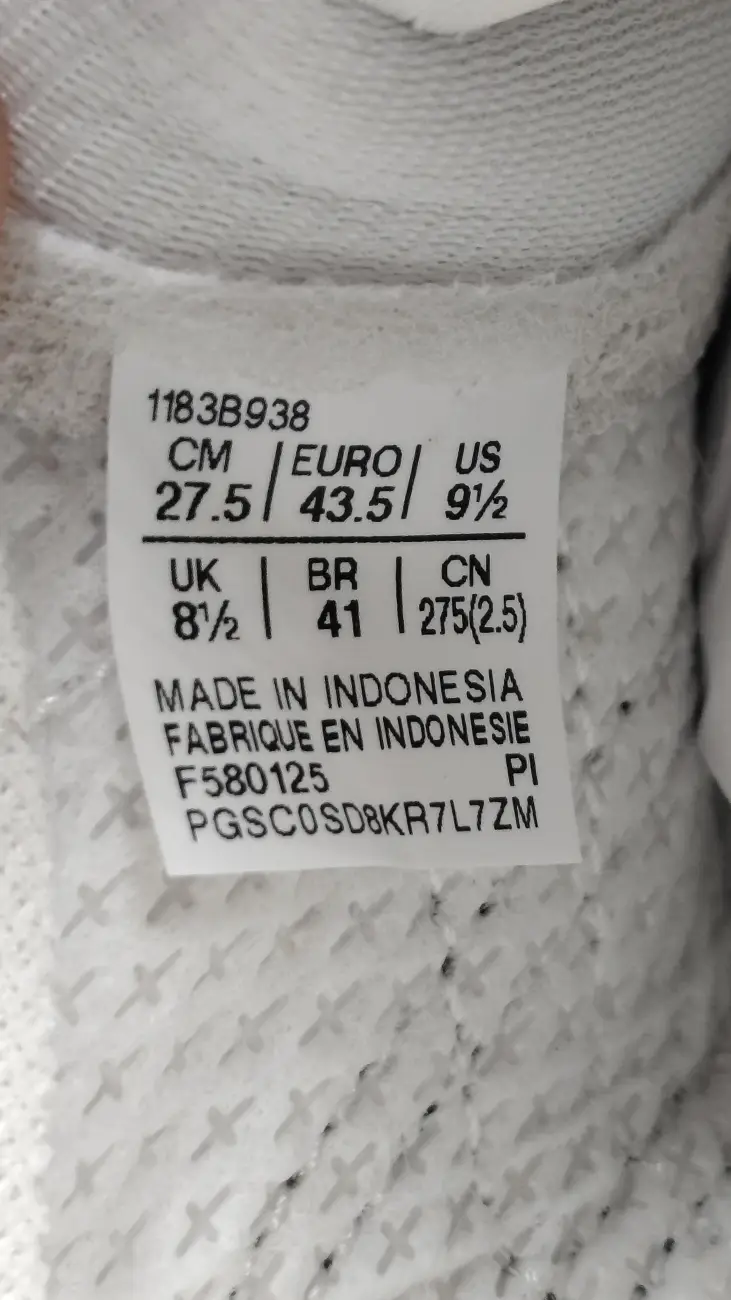 1183B938
CM / EURO / US
27.5 / 43.5 / 9½
UK | BR | CN
8½ | 41 | 275(2.5)
MADE IN INDONESIA
FABRIQUE EN INDONESIE
F580125 PI
PGSC0SD8KR7L7ZM